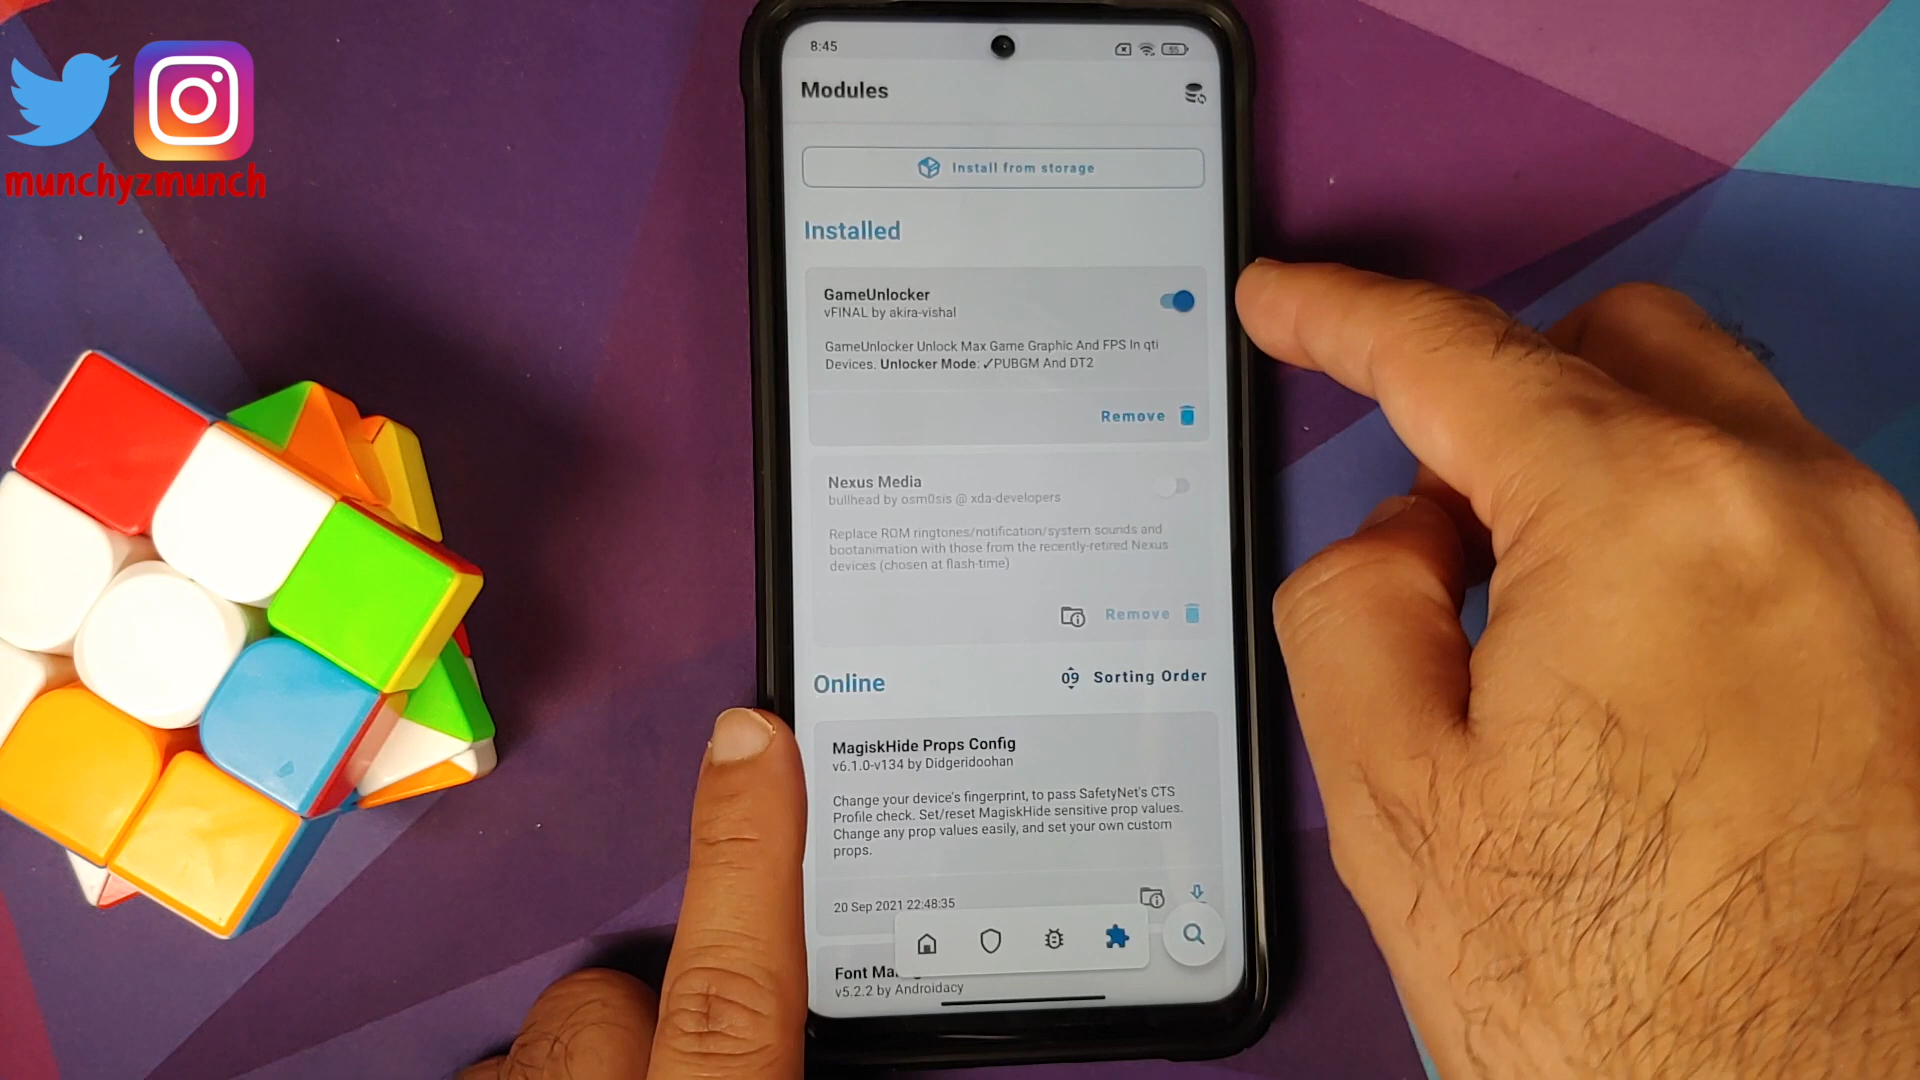 munchyzmunch
8:45
55
Modules
Install from storage
Installed
GameUnlocker
vFINAL by akira-vishal
GameUnlocker Unlock Max Game Graphic And FPS In qti
Devices. Unlocker Mode: ✓PUBGM And DT2
Remove
Nexus Media
bullhead by osm0sis @ xda-developers
Replace ROM ringtones/notification/system sounds and
bootanimation with those from the recently-retired Nexus
devices (chosen at flash-time)
Remove
Online
09 Sorting Order
MagiskHide Props Config
v6.1.0-v134 by Didgeridoohan
Change your device's fingerprint, to pass SafetyNet's CTS
Profile check. Set/reset MagiskHide sensitive prop values.
Change any prop values easily, and set your own custom
props.
20 Sep 2021 22:48:35
Font
v5.2.2 by Androidacy